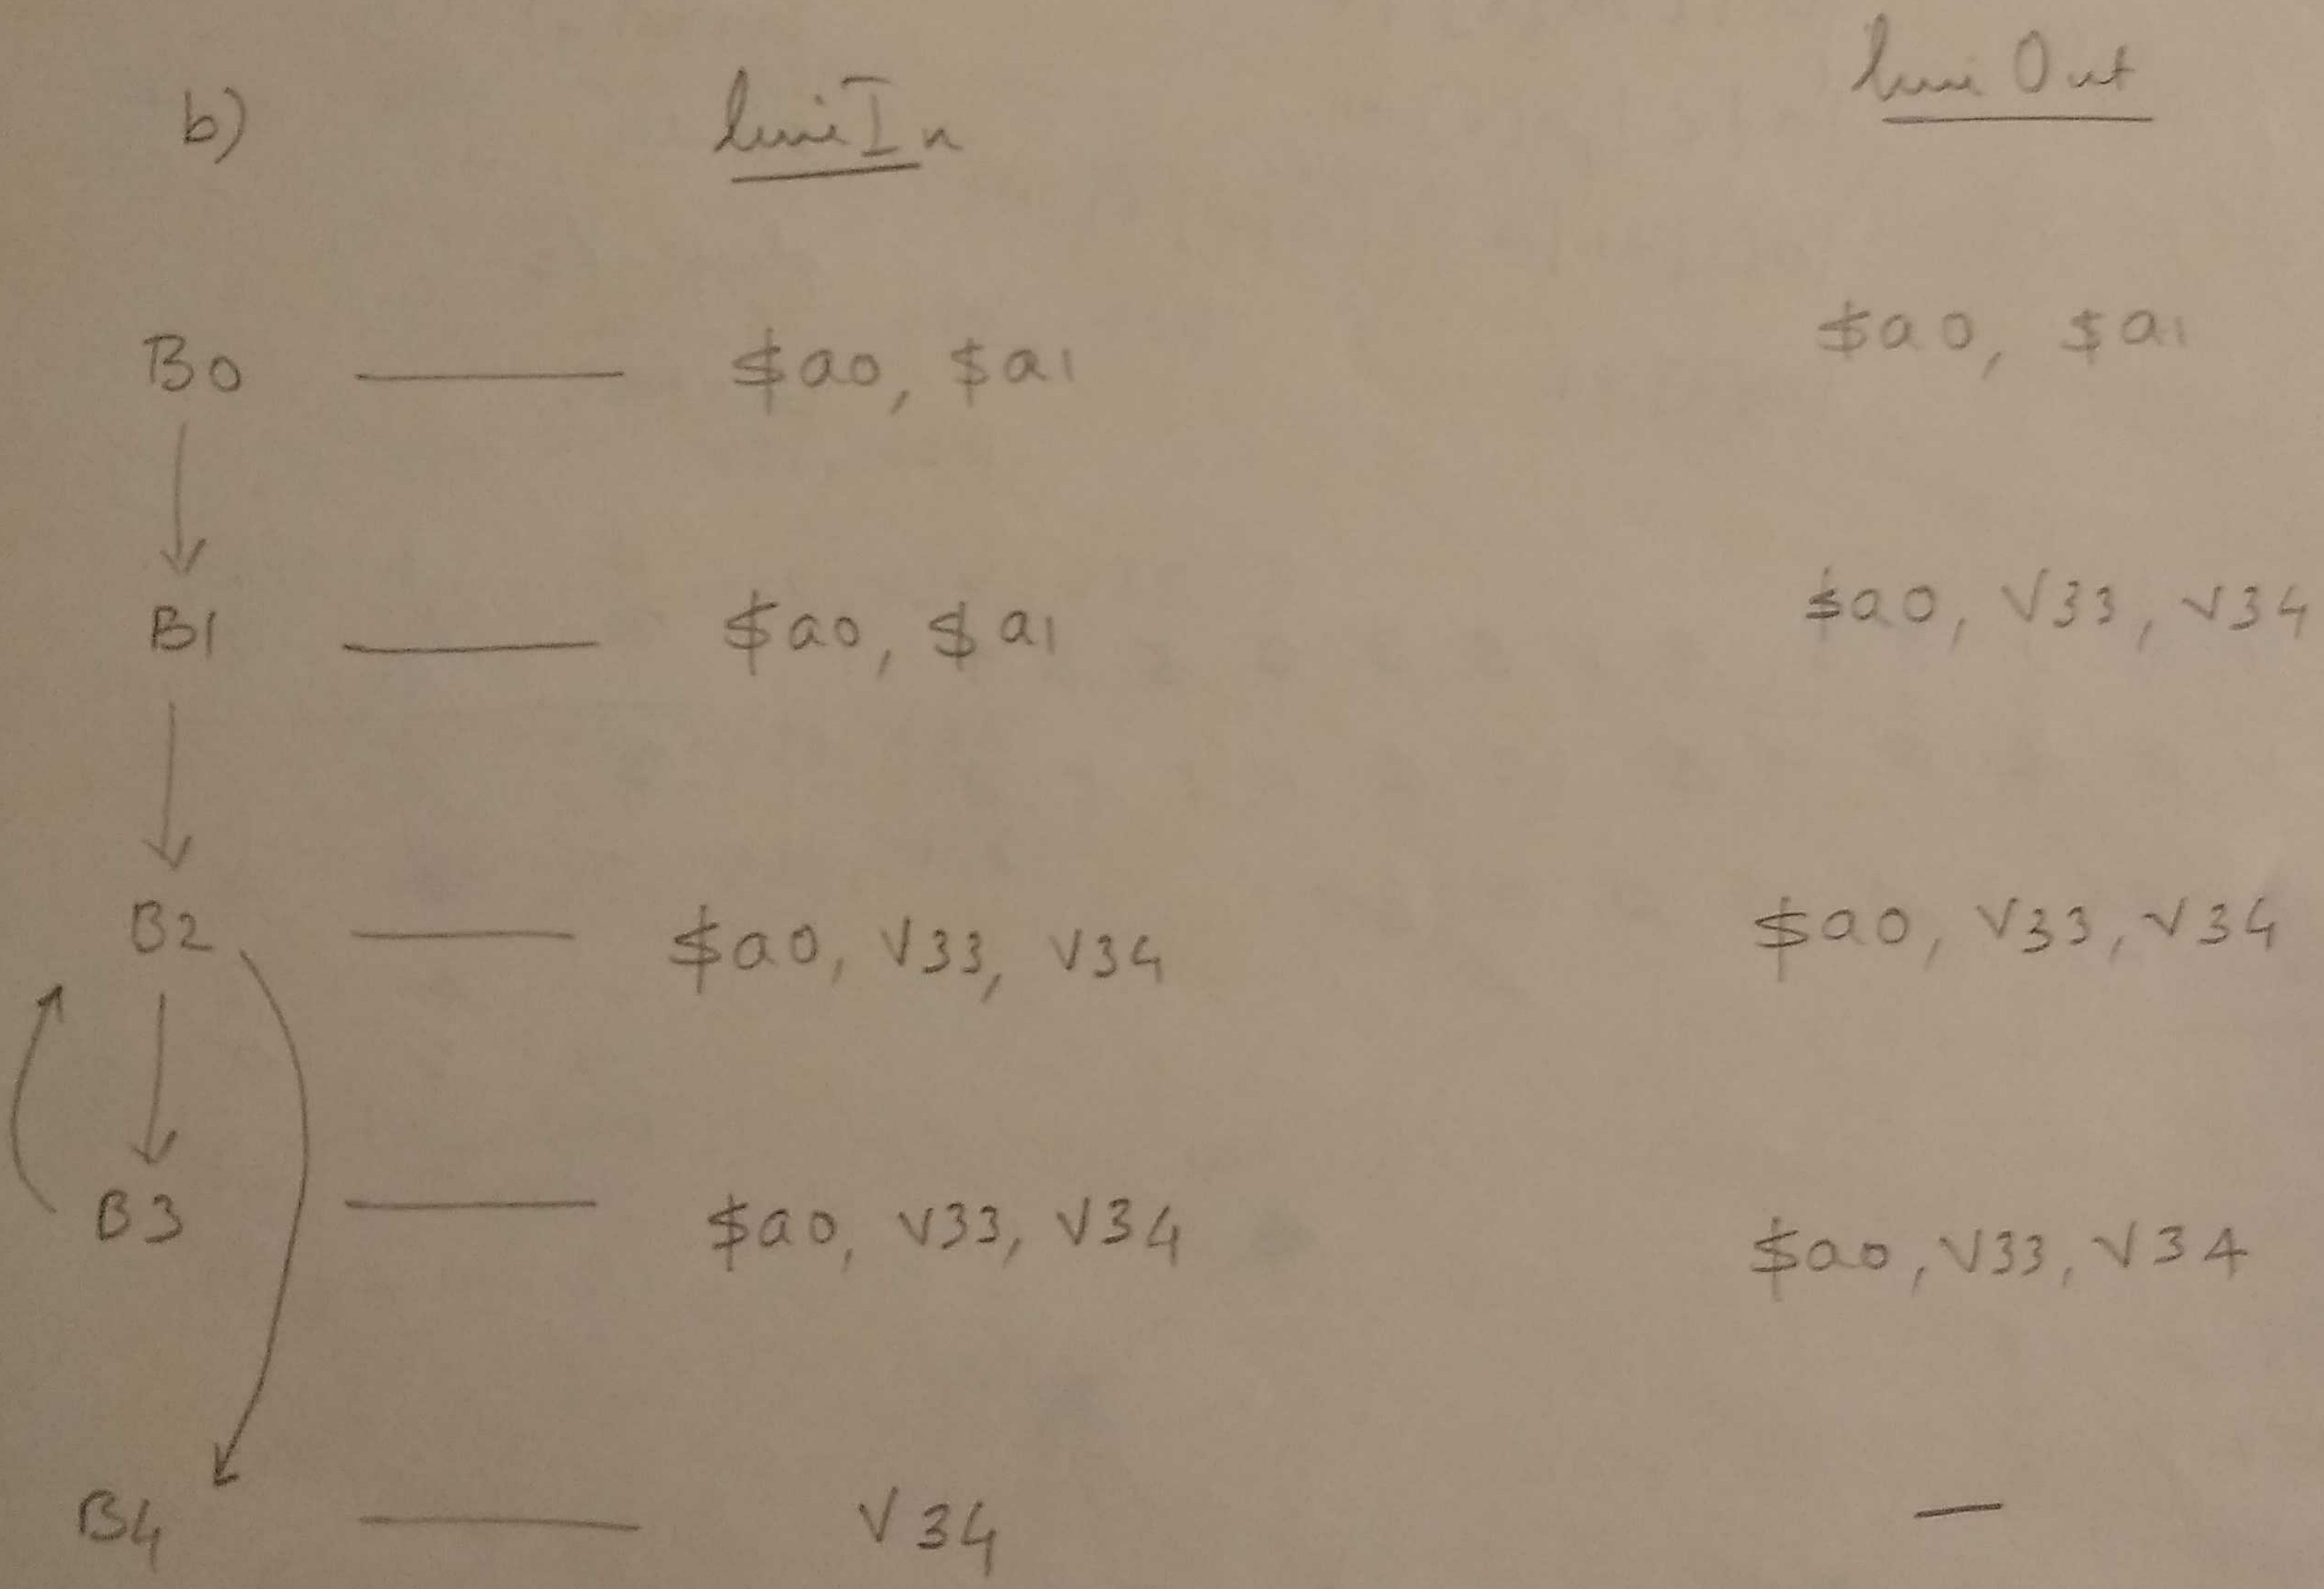 b) liveIn liveOut
B0 $a0, $a1 $a0, $a1
B1 $a0, $a1 $a0, V33, V34
B2 $a0, V33, V34 $a0, V33, V34
B3 $a0, V33, V34 $a0, V33, V34
B4 V34 —